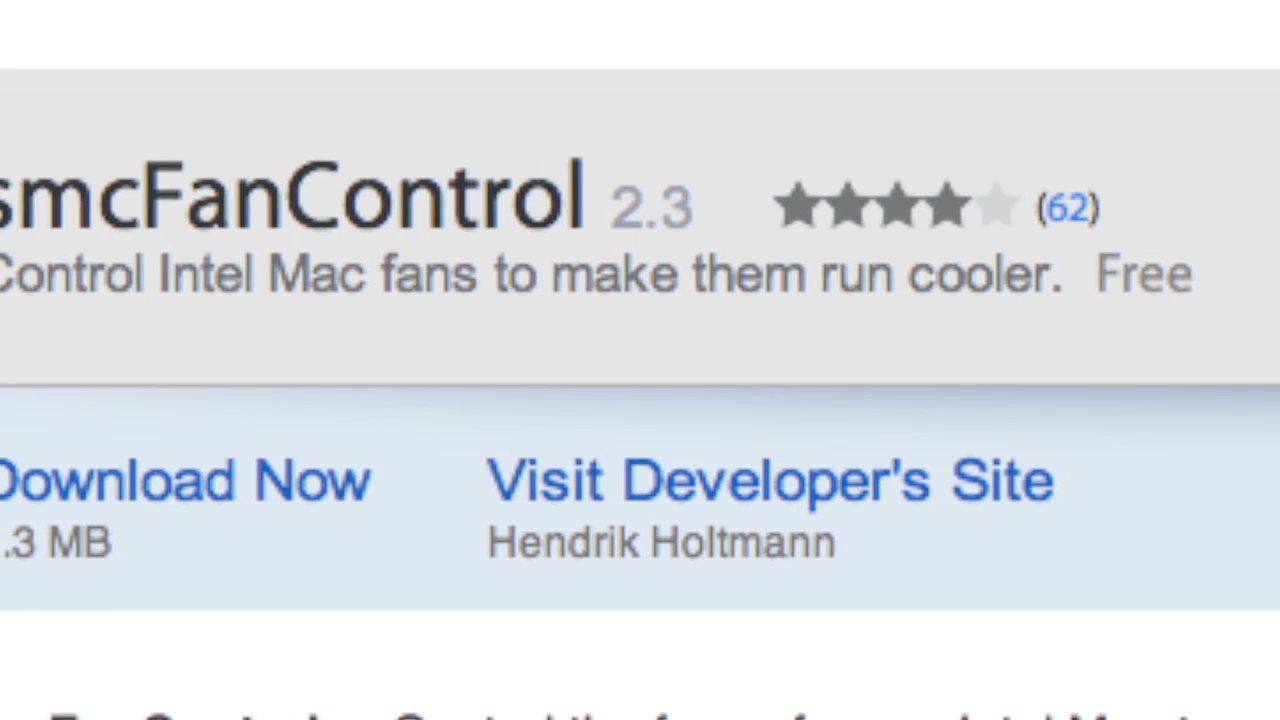 smcFanControl 2.3 (62)
Control Intel Mac fans to make them run cooler. Free
Download Now Visit Developer's Site
.3 MB Hendrik Holtmann